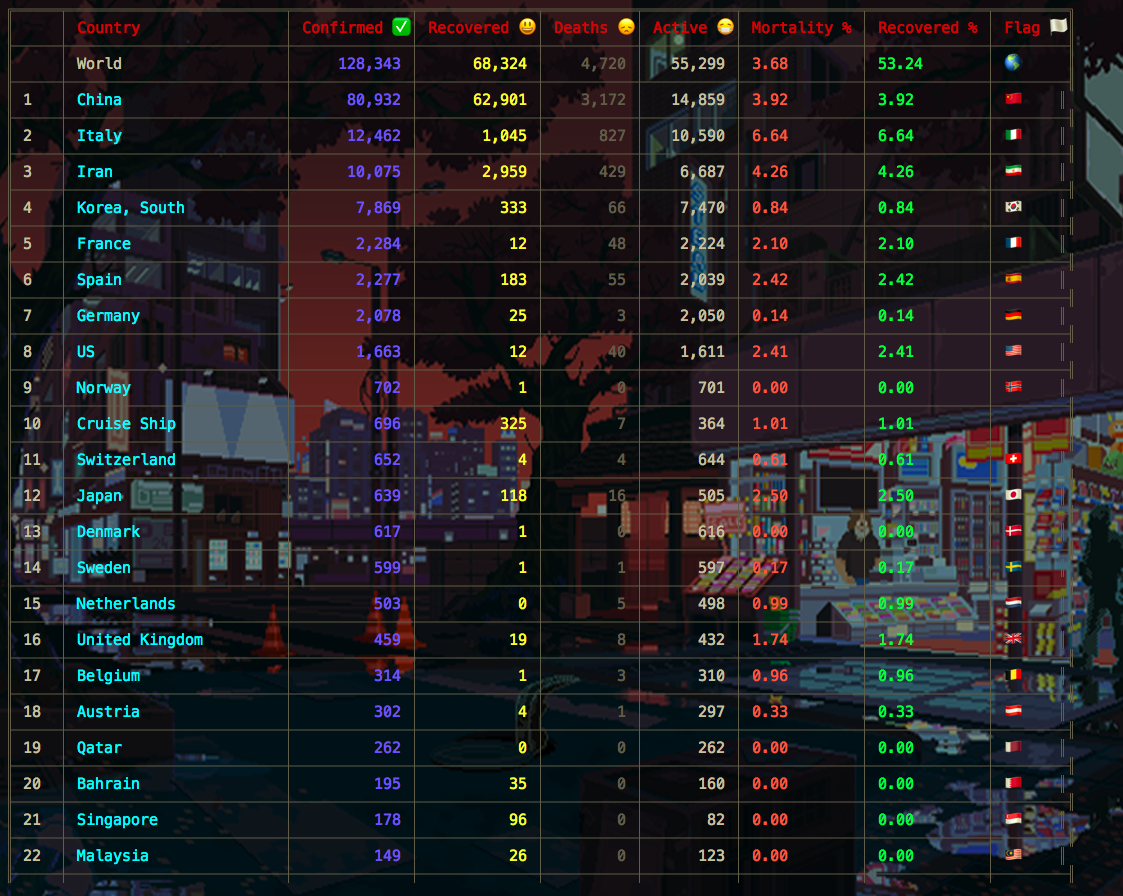 Country Confirmed ✅ Recovered 😃 Deaths 😞 Active 😷 Mortality % Recovered % Flag 🏳
World 128,343 68,324 4,720 55,299 3.68 53.24 🌎
1 China 80,932 62,901 3,172 14,859 3.92 3.92 🇨🇳
2 Italy 12,462 1,045 827 10,590 6.64 6.64 🇮🇹
3 Iran 10,075 2,959 429 6,687 4.26 4.26 🇮🇷
4 Korea, South 7,869 333 66 7,470 0.84 0.84 🇰🇷
5 France 2,284 12 48 2,224 2.10 2.10 🇫🇷
6 Spain 2,277 183 55 2,039 2.42 2.42 🇪🇸
7 Germany 2,078 25 3 2,050 0.14 0.14 🇩🇪
8 US 1,663 12 40 1,611 2.41 2.41 🇺🇸
9 Norway 702 1 0 701 0.00 0.00 🇳🇴
10 Cruise Ship 696 325 7 364 1.01 1.01
11 Switzerland 652 4 4 644 0.61 0.61 🇨🇭
12 Japan 639 118 16 505 2.50 2.50 🇯🇵
13 Denmark 617 1 0 616 0.00 0.00 🇩🇰
14 Sweden 599 1 1 597 0.17 0.17 🇸🇪
15 Netherlands 503 0 5 498 0.99 0.99 🇳🇱
16 United Kingdom 459 19 8 432 1.74 1.74 🇬🇧
17 Belgium 314 1 3 310 0.96 0.96 🇧🇪
18 Austria 302 4 1 297 0.33 0.33 🇦🇹
19 Qatar 262 0 0 262 0.00 0.00 🇶🇦
20 Bahrain 195 35 0 160 0.00 0.00 🇧🇭
21 Singapore 178 96 0 82 0.00 0.00 🇸🇬
22 Malaysia 149 26 0 123 0.00 0.00 🇲🇾